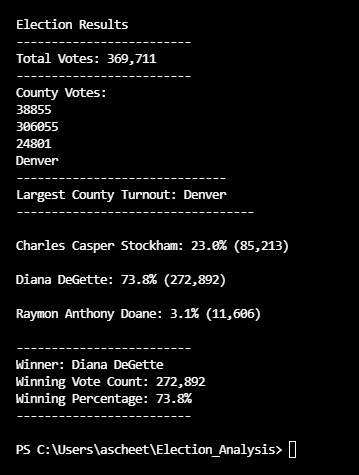 Election Results
-------------------------
Total Votes: 369,711
-------------------------
County Votes:
38855
306055
24801
Denver
------------------------------
Largest County Turnout: Denver
----------------------------------
Charles Casper Stockham: 23.0% (85,213)
Diana DeGette: 73.8% (272,892)
Raymon Anthony Doane: 3.1% (11,606)
-------------------------
Winner: Diana DeGette
Winning Vote Count: 272,892
Winning Percentage: 73.8%
-------------------------
PS C:\Users\ascheet\Election_Analysis>